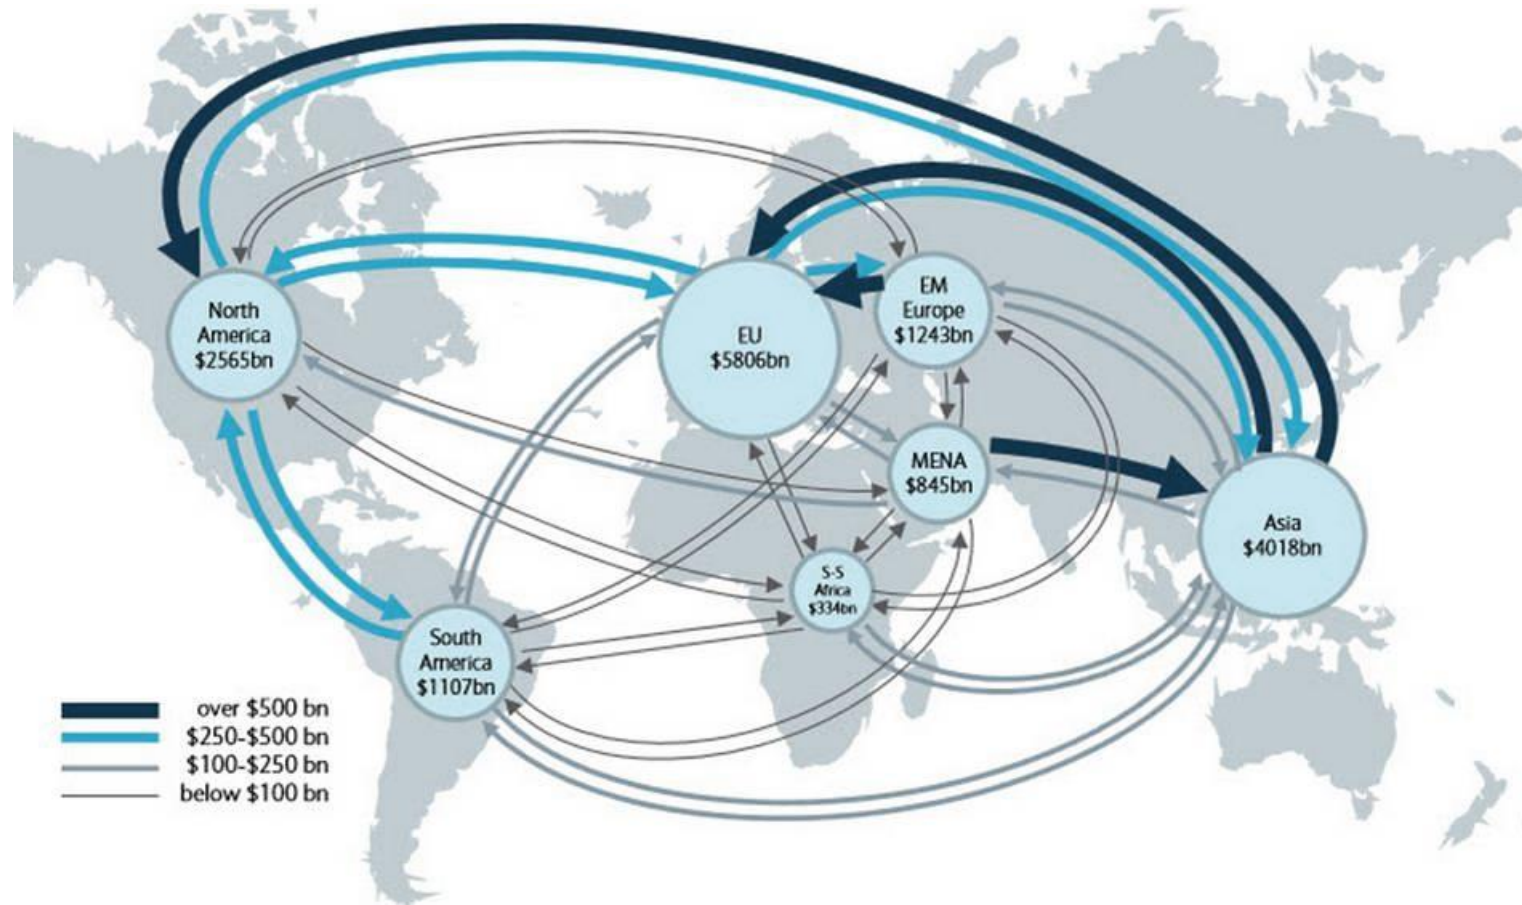 North
America
$2565bn
EU
$5806bn
EM
Europe
$1243bn
MENA
$845bn
Asia
$4018bn
S-S
Africa
$334bn
South
America
$1107bn
over $500 bn
$250-$500 bn
$100-$250 bn
below $100 bn